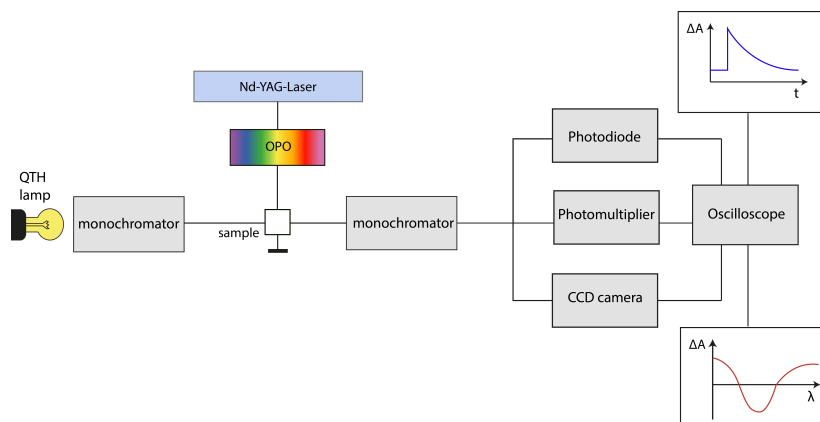 ΔA
t
Nd-YAG-Laser
OPO
Photodiode
QTH
lamp
monochromator
sample
monochromator
Photomultiplier
Oscilloscope
CCD camera
ΔA
λ